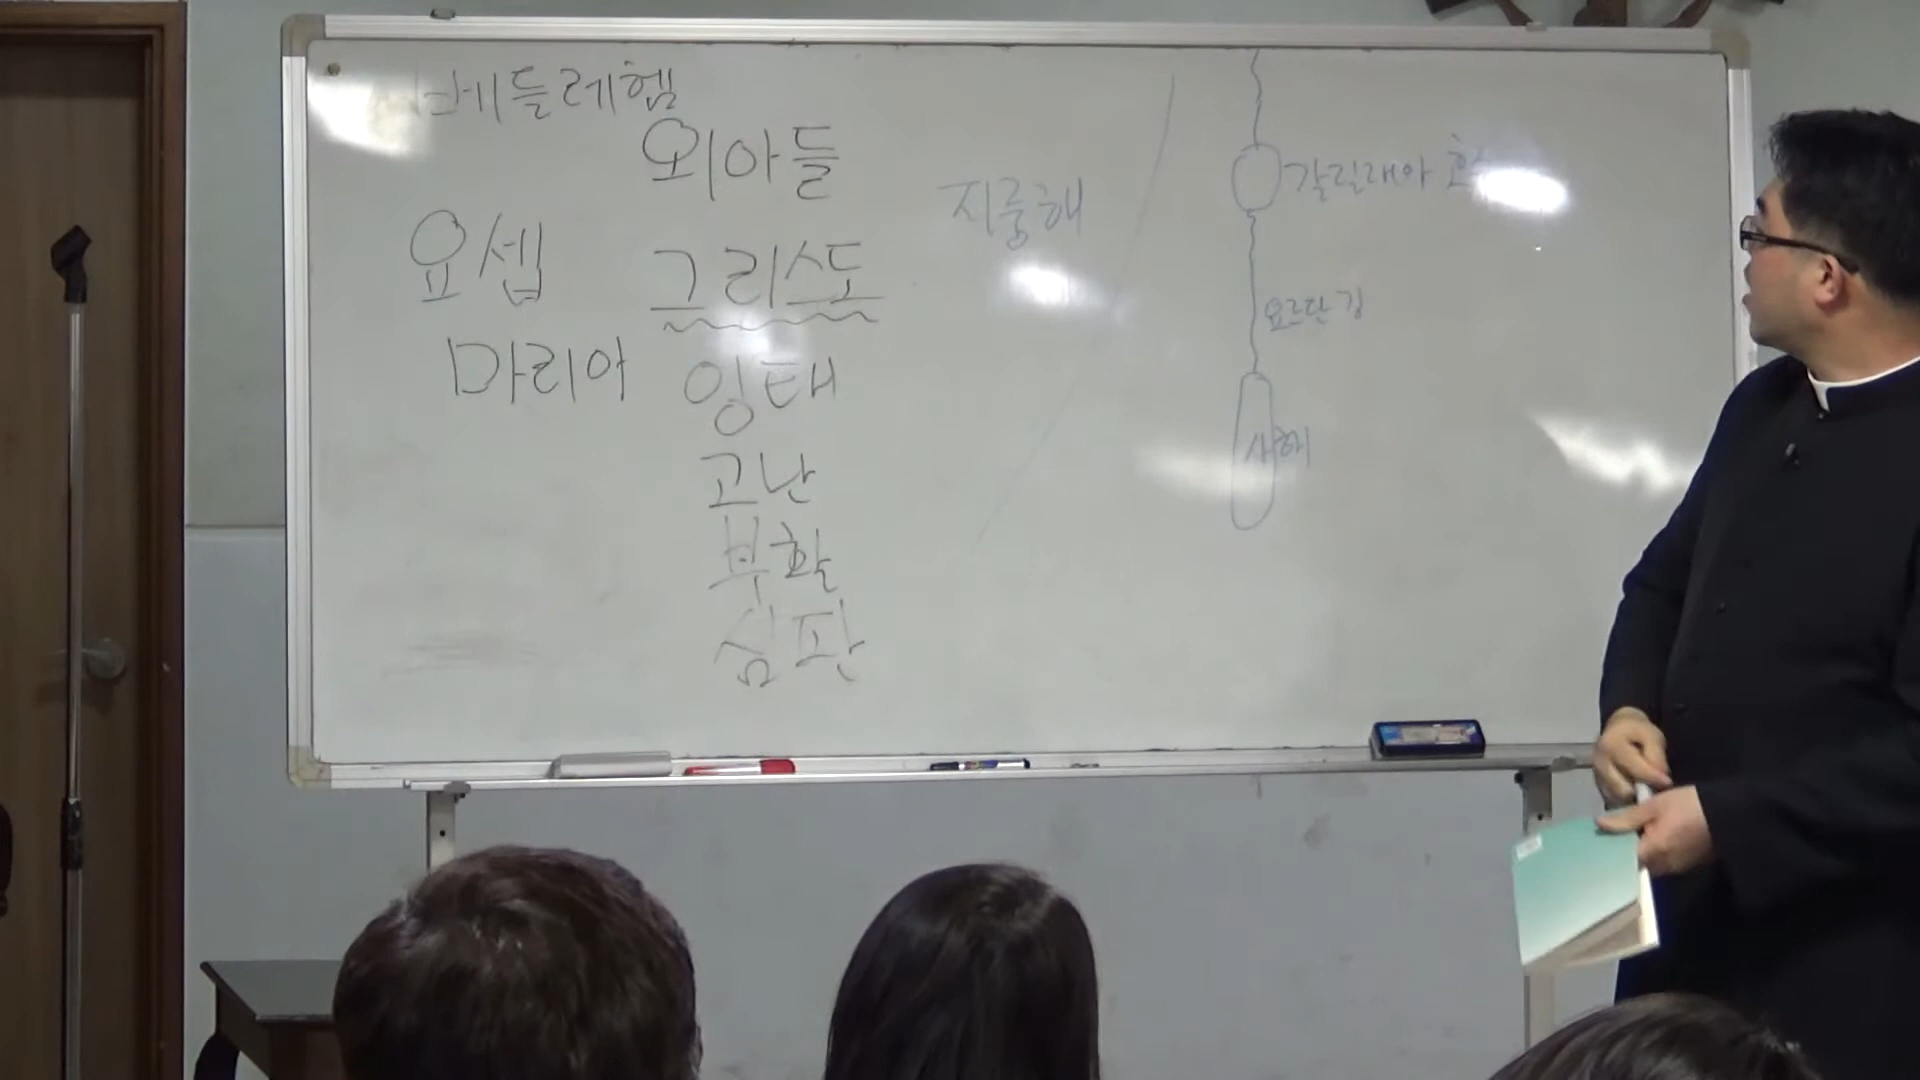 베들레헴
외아들
요셉
그리스도
마리아
잉태
고난
부활
심판
지중해
갈릴래아
요르단 강
사해